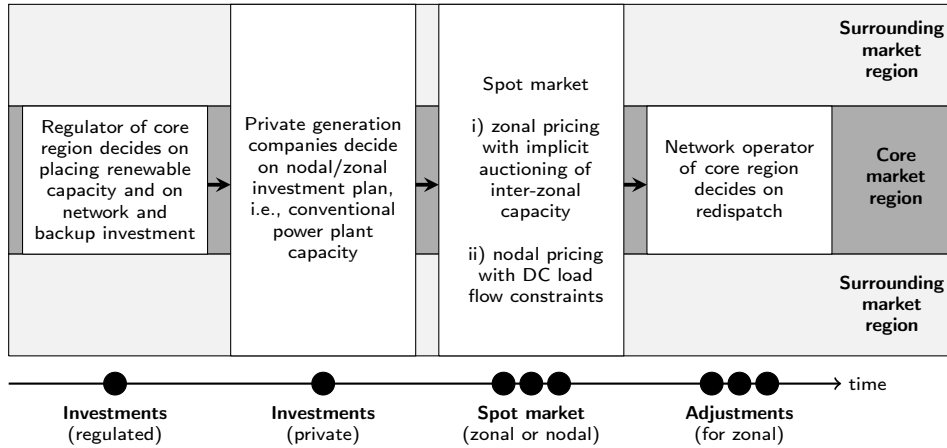 Surrounding
market
region
Regulator of core
region decides on
placing renewable
capacity and on
network and
backup investment
Private generation
companies decide
on nodal/zonal
investment plan,
i.e., conventional
power plant
capacity
Spot market
i) zonal pricing
with implicit
auctioning of
inter-zonal
capacity
ii) nodal pricing
with DC load
flow constraints
Network operator
of core region
decides on
redispatch
Core
market
region
Surrounding
market
region
time
Investments
(regulated)
Investments
(private)
Spot market
(zonal or nodal)
Adjustments
(for zonal)